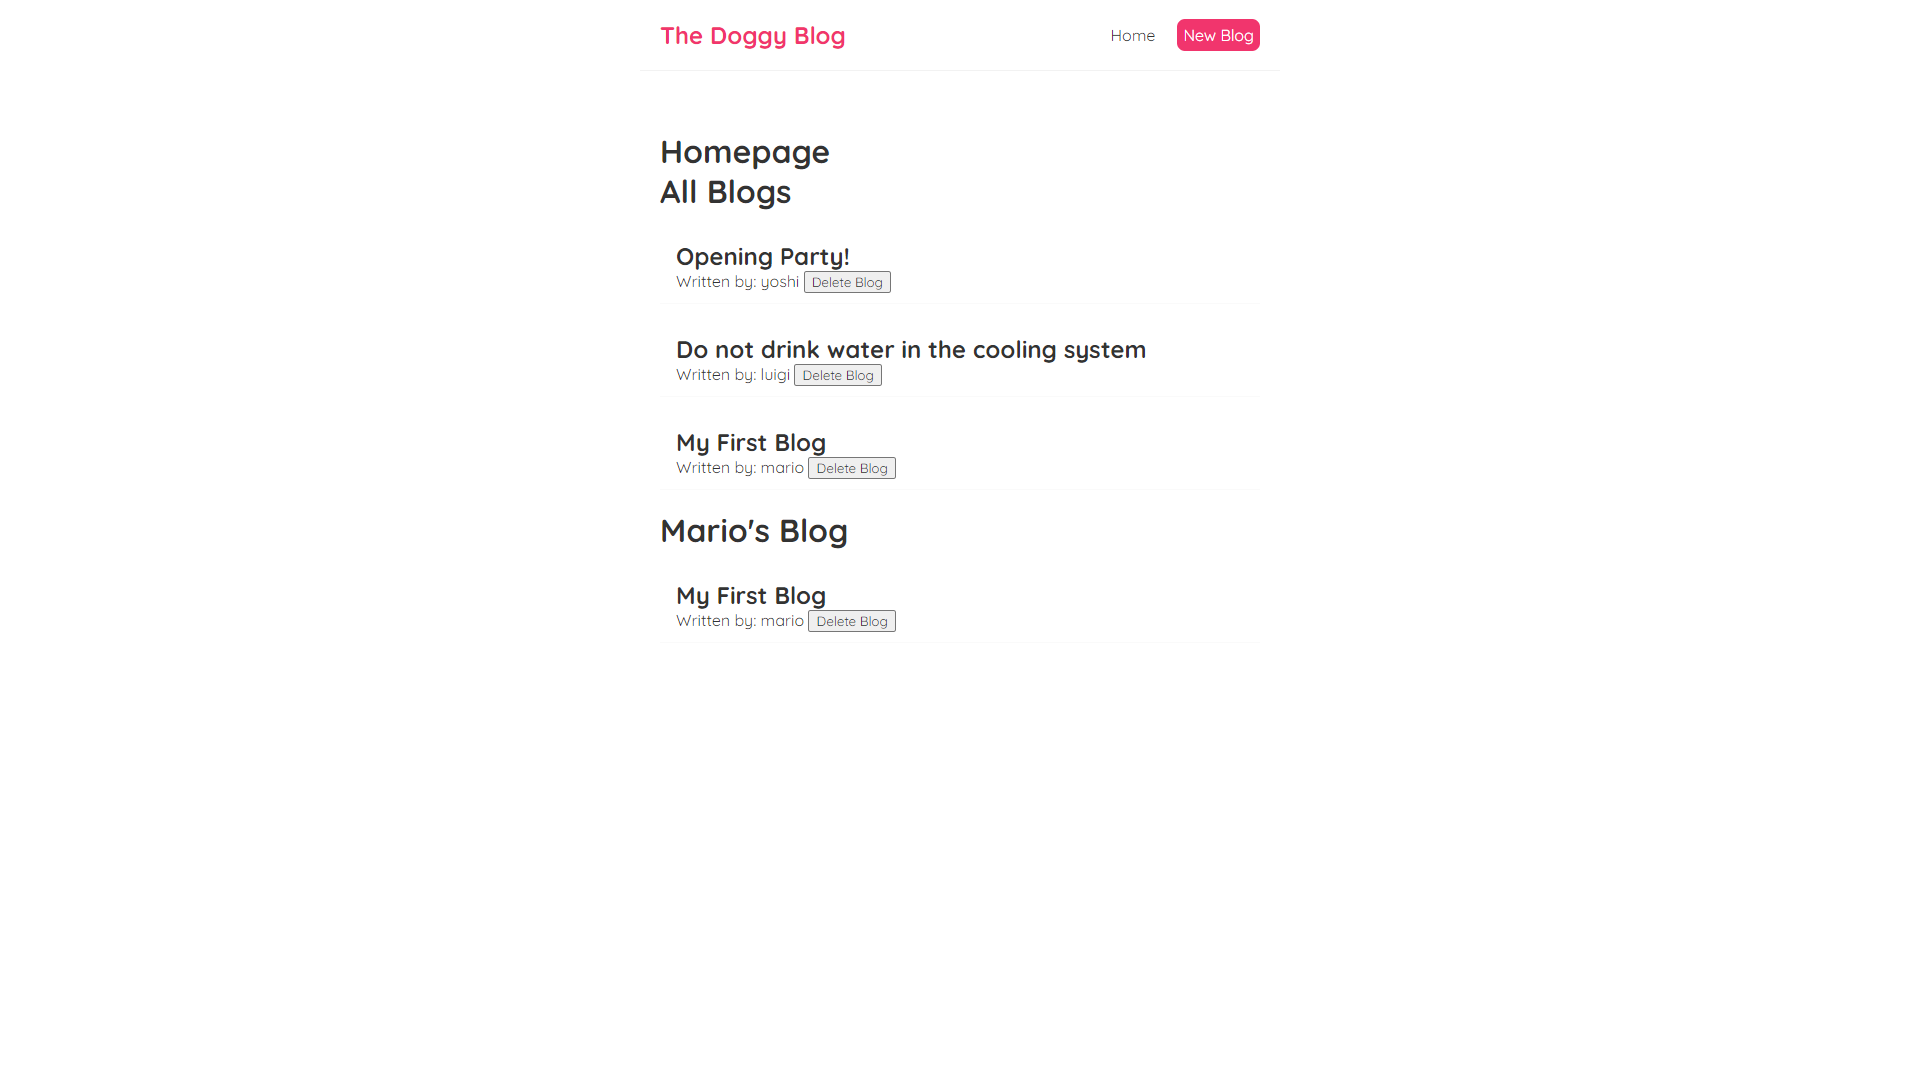 The Doggy Blog
Home
New Blog
Homepage
All Blogs
Opening Party!
Written by: yoshi Delete Blog
Do not drink water in the cooling system
Written by: luigi Delete Blog
My First Blog
Written by: mario Delete Blog
Mario's Blog
My First Blog
Written by: mario Delete Blog